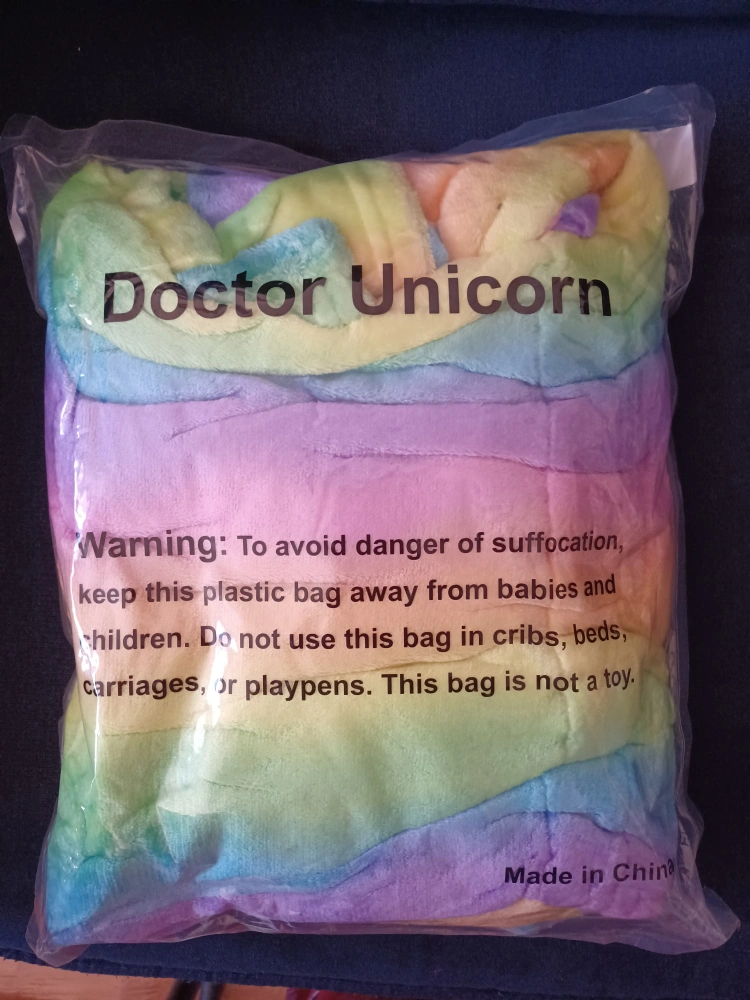 Doctor Unicorn
Warning: To avoid danger of suffocation,
keep this plastic bag away from babies and
children. Do not use this bag in cribs, beds,
carriages, or playpens. This bag is not a toy.
Made in China